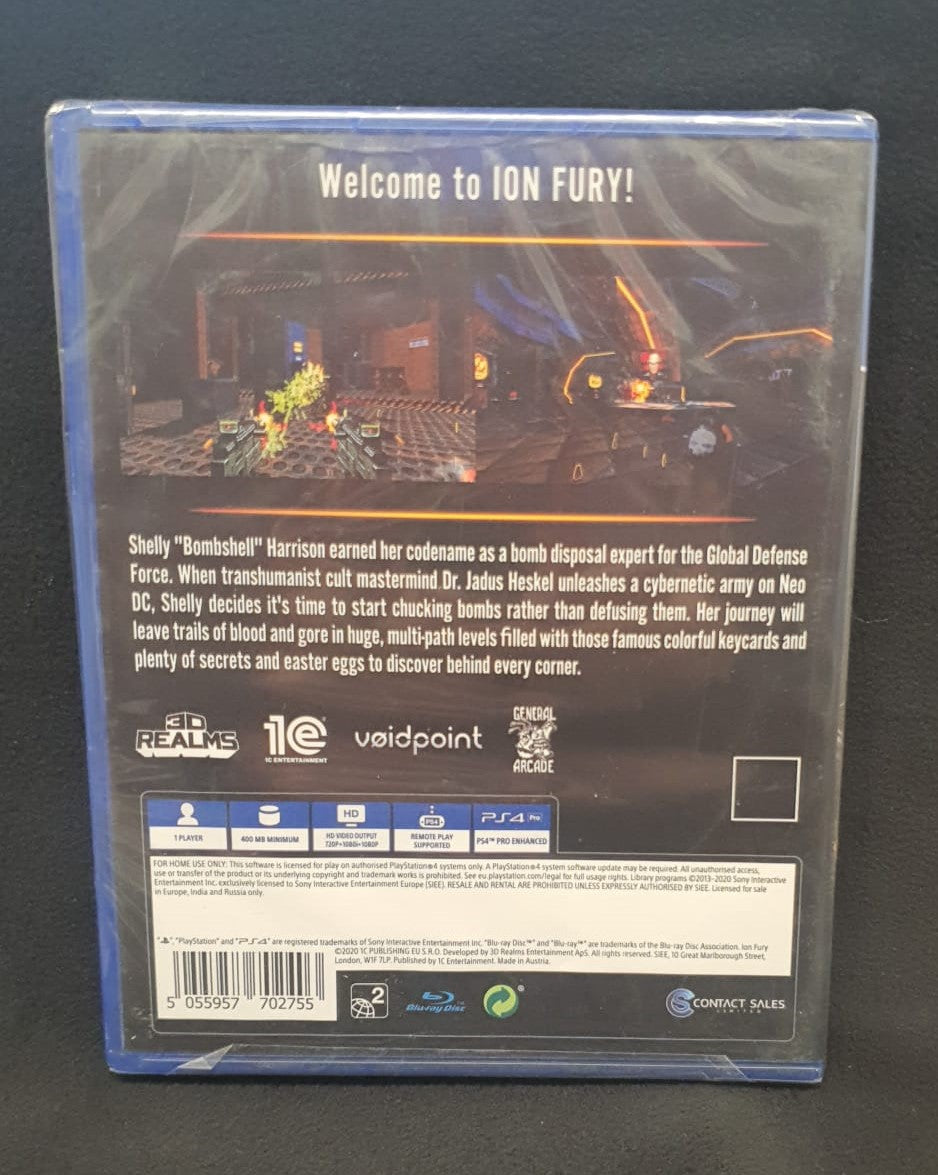 Welcome to ION FURY!
Shelly "Bombshell" Harrison earned her codename as a bomb disposal expert for the Global Defense
Force. When transhumanist cult mastermind Dr. Jadus Heskel unleashes a cybernetic army on Neo
DC, Shelly decides it's time to start chucking bombs rather than defusing them. Her journey will
leave trails of blood and gore in huge, multi-path levels filled with those famous colorful keycards and
plenty of secrets and easter eggs to discover behind every corner.
3D
REALMS
1C
1C ENTERTAINMENT
vøidpoint
GENERAL
ARCADE
HD
PS4
PS4 Pro
1 PLAYER
400 MB MINIMUM
HD VIDEO OUTPUT
720P•1080i•1080P
REMOTE PLAY
SUPPORTED
PS4™ PRO ENHANCED
FOR HOME USE ONLY: This software is licensed for play on authorised PlayStation®4 systems only. A PlayStation®4 system software update may be required. All unauthorised access,
use or transfer of the product or its underlying copyright and trademark works is prohibited. See eu.playstation.com/legal for full usage rights. Library programs ©2013-2020 Sony Interactive
Entertainment Inc. exclusively licensed to Sony Interactive Entertainment Europe (SIEE). RESALE AND RENTAL ARE PROHIBITED UNLESS EXPRESSLY AUTHORISED BY SIEE. Licensed for sale
in Europe, India and Russia only.
"PlayStation" and "PS4" are registered trademarks of Sony Interactive Entertainment Inc. "Blu-ray Disc™" and "Blu-ray™" are trademarks of the Blu-ray Disc Association. Ion Fury
©2020 1C PUBLISHING EU S.R.O. Developed by 3D Realms Entertainment ApS. All rights reserved. SIEE, 10 Great Marlborough Street,
London, W1F 7LP. Published by 1C Entertainment. Made in Austria.
5 055957 702755
2
Blu-ray Disc
CONTACT SALES
LIMITED